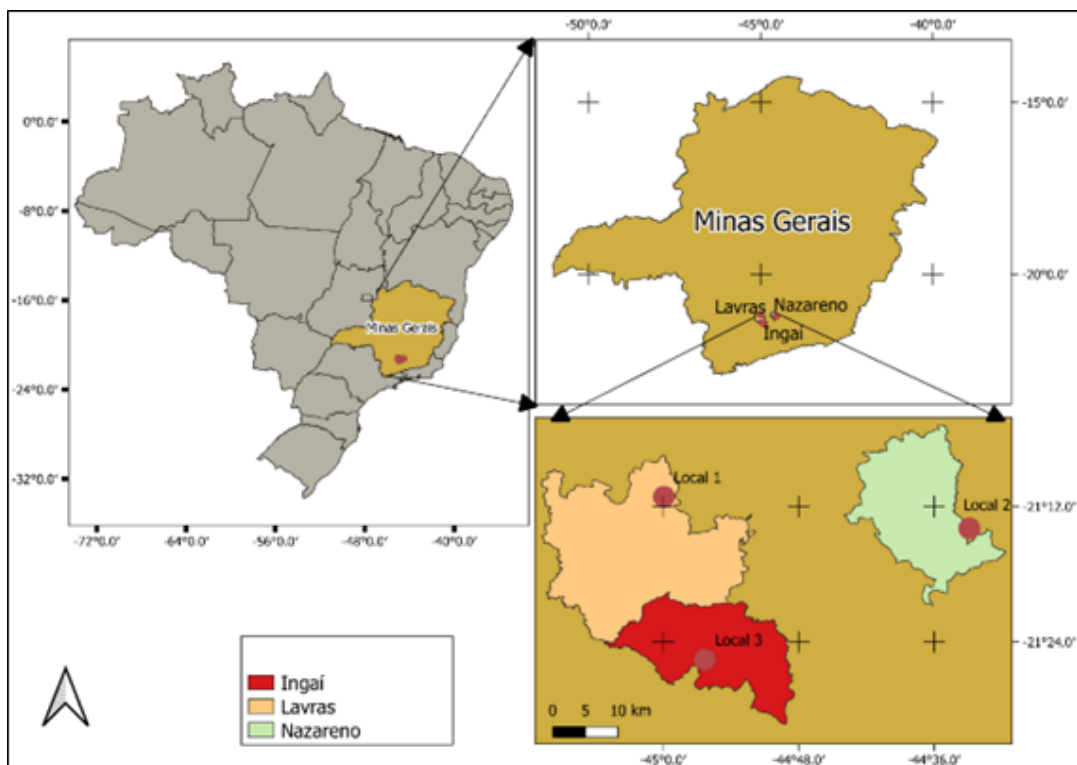 -50°0.0'
-45°0.0'
-40°0.0'
0°0.0'
-8°0.0'
-16°0.0'
-24°0.0'
-32°0.0'
-72°0.0'
-64°0.0'
-56°0.0'
-48°0.0'
-40°0.0'
Minas Gerais
-15°0.0'
-20°0.0'
Minas Gerais
Lavras
Nazareno
Ingaí
Local 1
Local 2
Local 3
-21°12.0'
-21°24.0'
0 5 10 km
-45°0.0'
-44°48.0'
-44°36.0'
Ingaí
Lavras
Nazareno